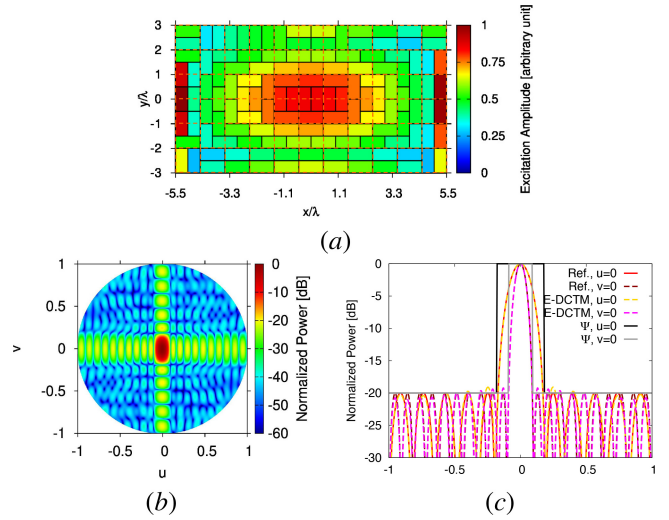 3
2
1
0
-1
-2
-3
y/λ
-5.5 -3.3 -1.1 1.1 3.3 5.5
x/λ
1
0.75
0.5
0.25
0
Excitation Amplitude [arbitrary unit]
(a)
1
0.5
0
-0.5
-1
v
-1 -0.5 0 0.5 1
u
0
-10
-20
-30
-40
-50
-60
Normalized Power [dB]
(b)
0
-5
-10
-15
-20
-25
-30
Normalized Power [dB]
-1 -0.5 0 0.5 1
Ref., u=0
Ref., v=0
E-DCTM, u=0
E-DCTM, v=0
Ψ, u=0
Ψ, v=0
(c)